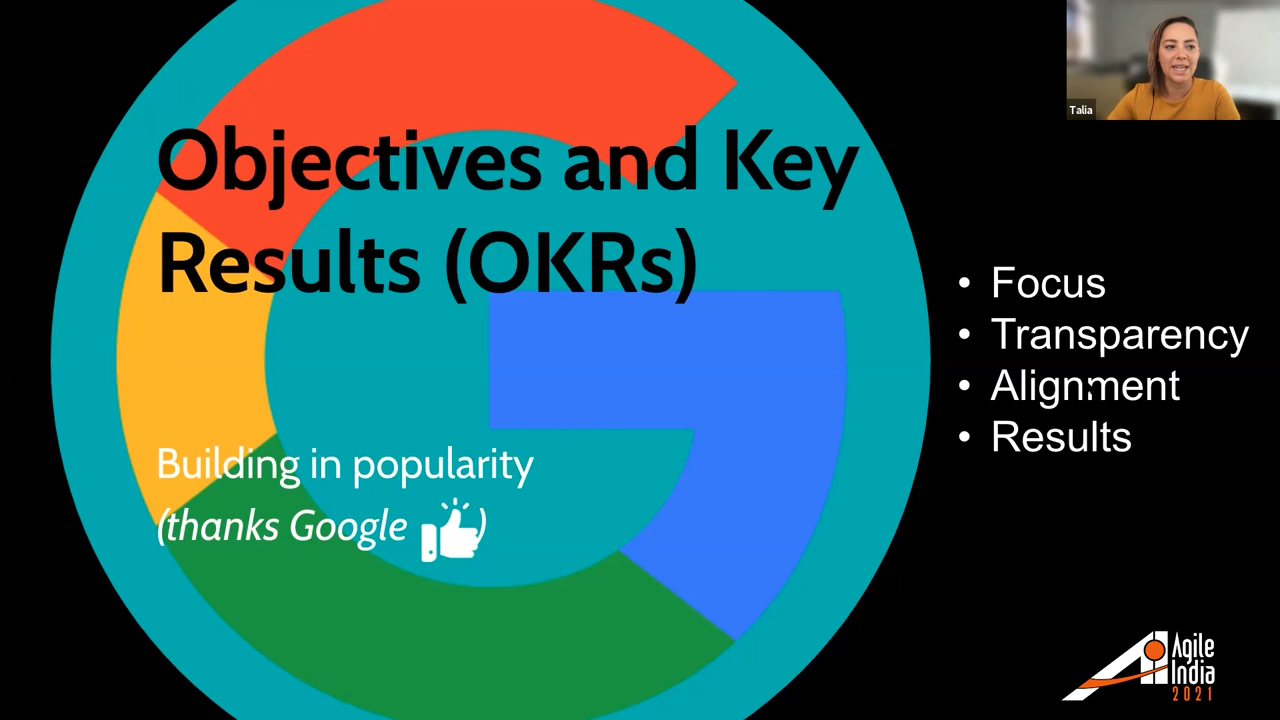 Objectives and Key
Results (OKRs)
Building in popularity
(thanks Google )
• Focus
• Transparency
• Alignment
• Results
Talia
Agile
India
2021